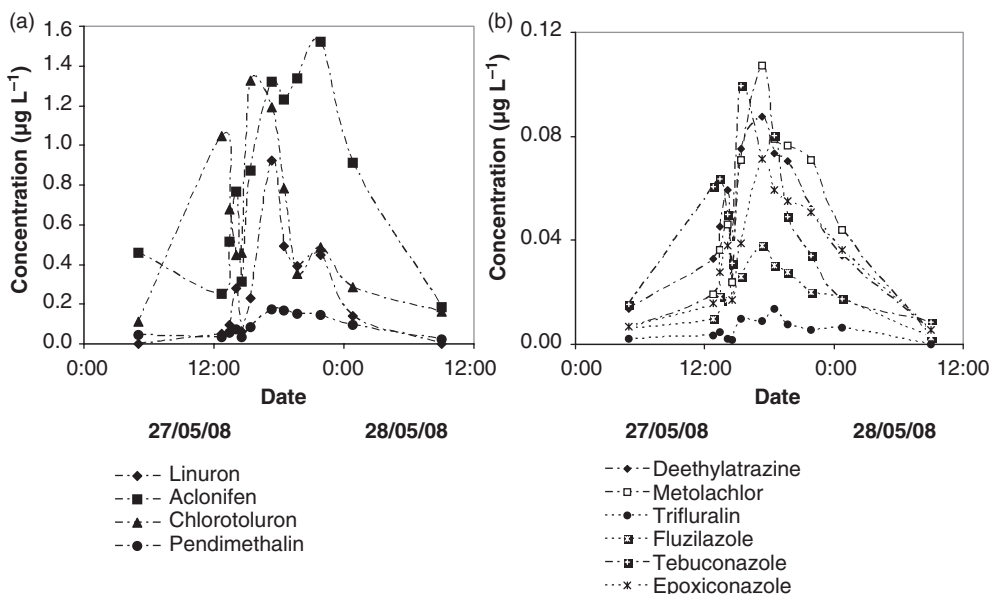 (a)
1.6
1.4
1.2
1.0
0.8
0.6
0.4
0.2
0.0
Concentration (µg L⁻¹)
0:00 12:00 0:00 12:00
Date
27/05/08 28/05/08
Linuron
Aclonifen
Chlorotoluron
Pendimethalin
(b)
0.12
0.08
0.04
0.00
Concentration (µg L⁻¹)
0:00 12:00 0:00 12:00
Date
27/05/08 28/05/08
Deethylatrazine
Metolachlor
Trifluralin
Fluzilazole
Tebuconazole
Epoxiconazole